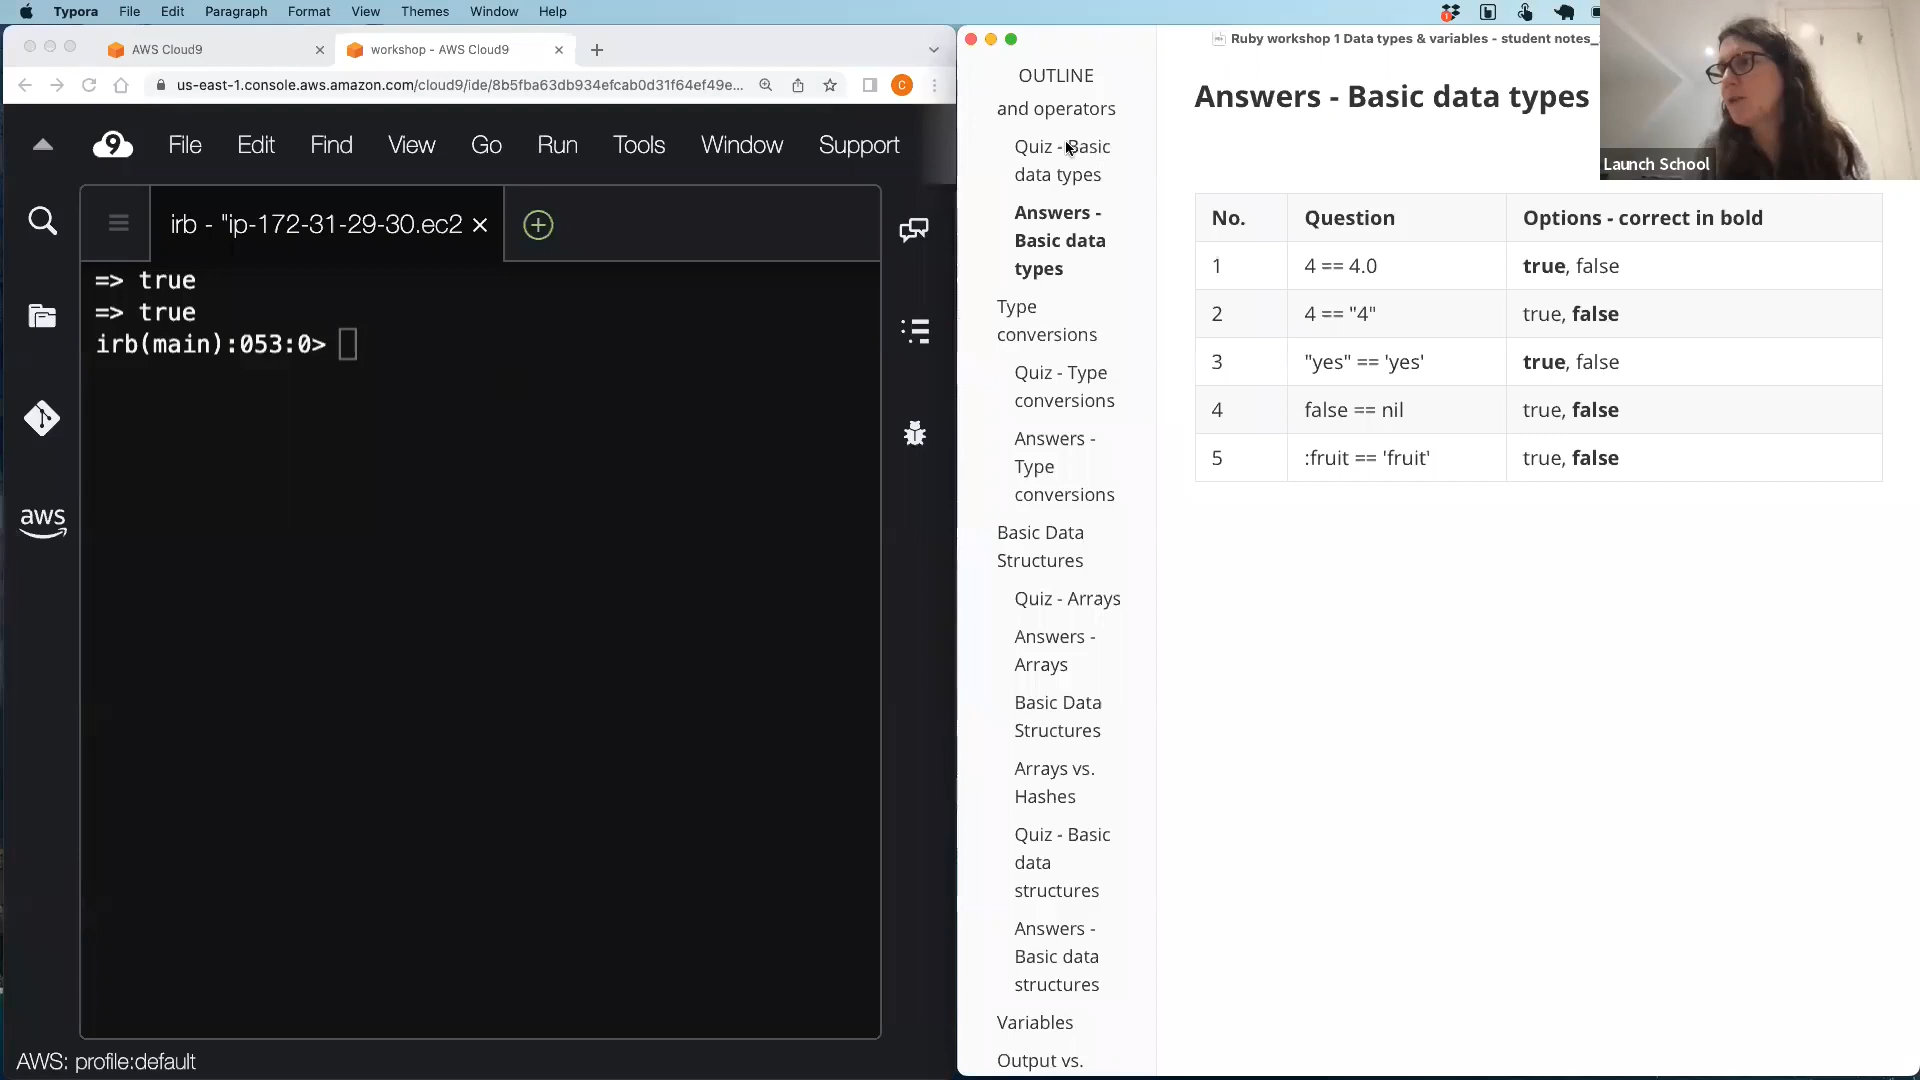 Typora File Edit Paragraph Format View Themes Window Help
AWS Cloud9
workshop - AWS Cloud9
us-east-1.console.aws.amazon.com/cloud9/ide/8b5fba63db934efcab0d31f64ef49e...
C
9 File Edit Find View Go Run Tools Window Support
irb - "ip-172-31-29-30.ec2
=> true
=> true
irb(main):053:0>
aws
AWS: profile:default
Ruby workshop 1 Data types & variables - student notes_
OUTLINE
and operators
Quiz - Basic
data types
Answers -
Basic data
types
Type
conversions
Quiz - Type
conversions
Answers -
Type
conversions
Basic Data
Structures
Quiz - Arrays
Answers -
Arrays
Basic Data
Structures
Arrays vs.
Hashes
Quiz - Basic
data
structures
Answers -
Basic data
structures
Variables
Output vs.
Answers - Basic data types
No. Question Options - correct in bold
1 4 == 4.0 true, false
2 4 == "4" true, false
3 "yes" == 'yes' true, false
4 false == nil true, false
5 :fruit == 'fruit' true, false
Launch School